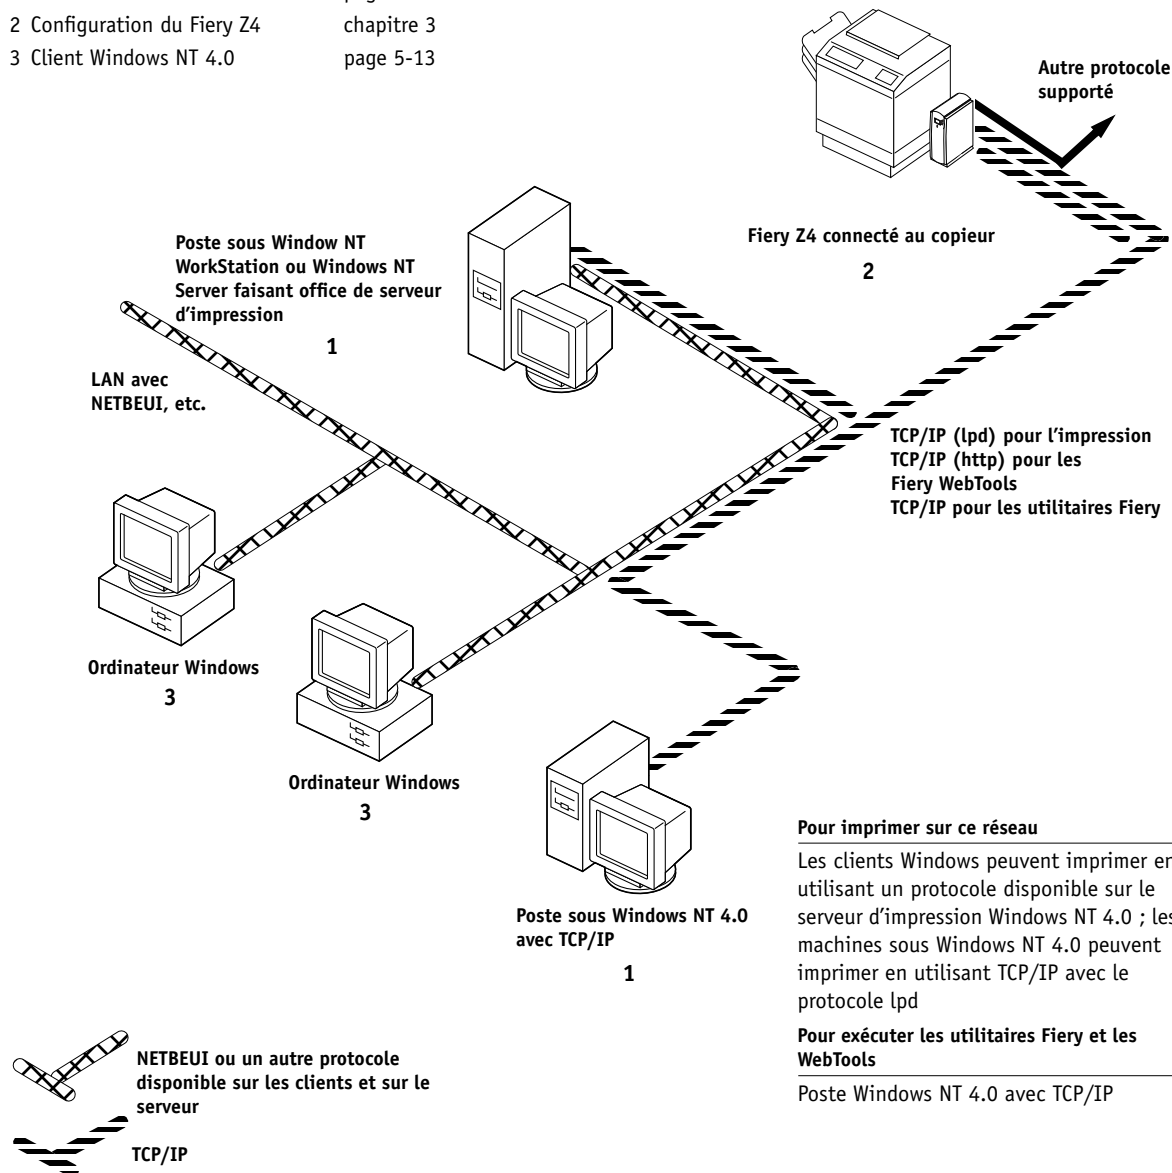 2 Configuration du Fiery Z4 chapitre 3
3 Client Windows NT 4.0 page 5-13
Autre protocole
supporté
Fiery Z4 connecté au copieur
2
Poste sous Window NT
WorkStation ou Windows NT
Server faisant office de serveur
d’impression
1
LAN avec
NETBEUI, etc.
TCP/IP (lpd) pour l’impression
TCP/IP (http) pour les
Fiery WebTools
TCP/IP pour les utilitaires Fiery
Ordinateur Windows
3
Ordinateur Windows
3
Poste sous Windows NT 4.0
avec TCP/IP
1
Pour imprimer sur ce réseau
Les clients Windows peuvent imprimer en
utilisant un protocole disponible sur le
serveur d’impression Windows NT 4.0 ; les
machines sous Windows NT 4.0 peuvent
imprimer en utilisant TCP/IP avec le
protocole lpd
Pour exécuter les utilitaires Fiery et les
WebTools
Poste Windows NT 4.0 avec TCP/IP
NETBEUI ou un autre protocole
disponible sur les clients et sur le
serveur
TCP/IP